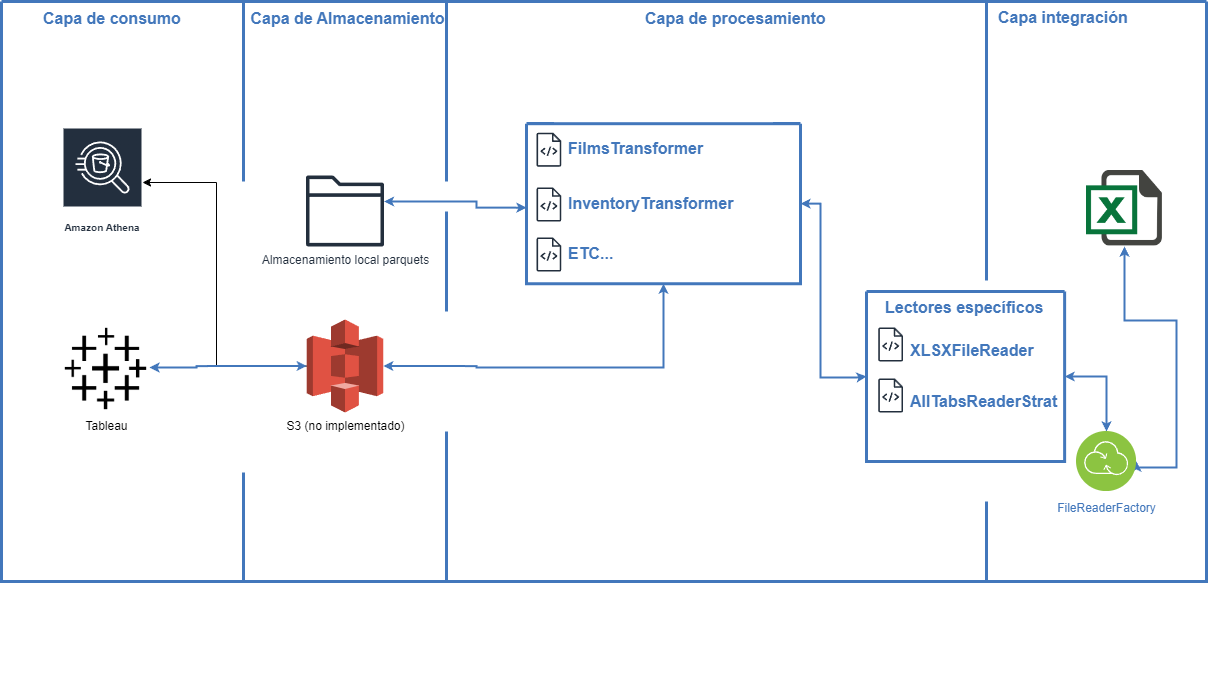 Capa de consumo
Capa de Almacenamiento
Capa de procesamiento
Capa integración
FilmsTransformer
InventoryTransformer
ETC...
Amazon Athena
Almacenamiento local parquets
Lectores específicos
XLSXFileReader
AllTabsReaderStrat
Tableau
S3 (no implementado)
FileReaderFactory